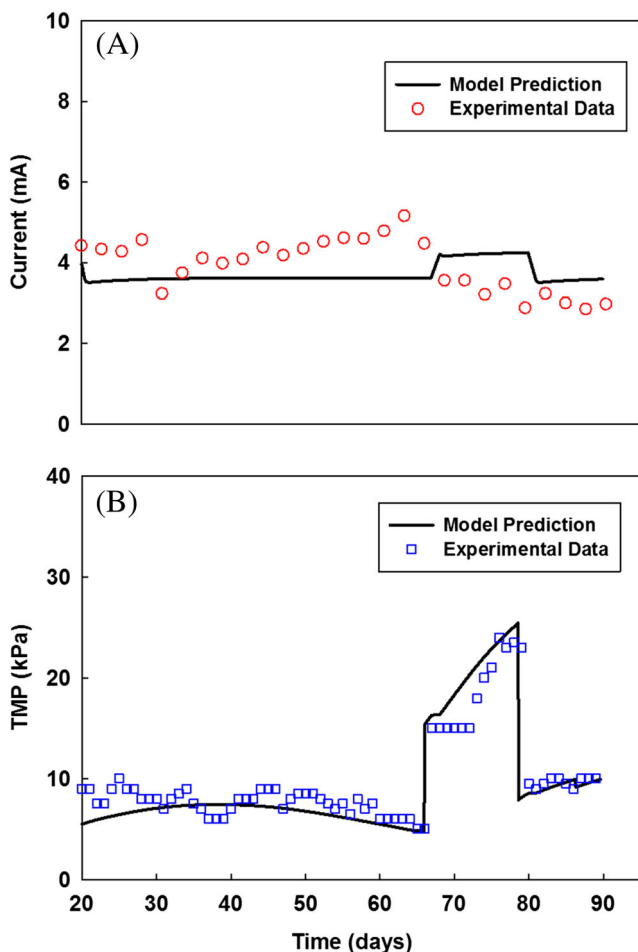 (A)
10
8
6
4
2
0
Current (mA)
Model Prediction
Experimental Data
(B)
40
30
20
10
0
TMP (kPa)
Model Prediction
Experimental Data
20 30 40 50 60 70 80 90
Time (days)